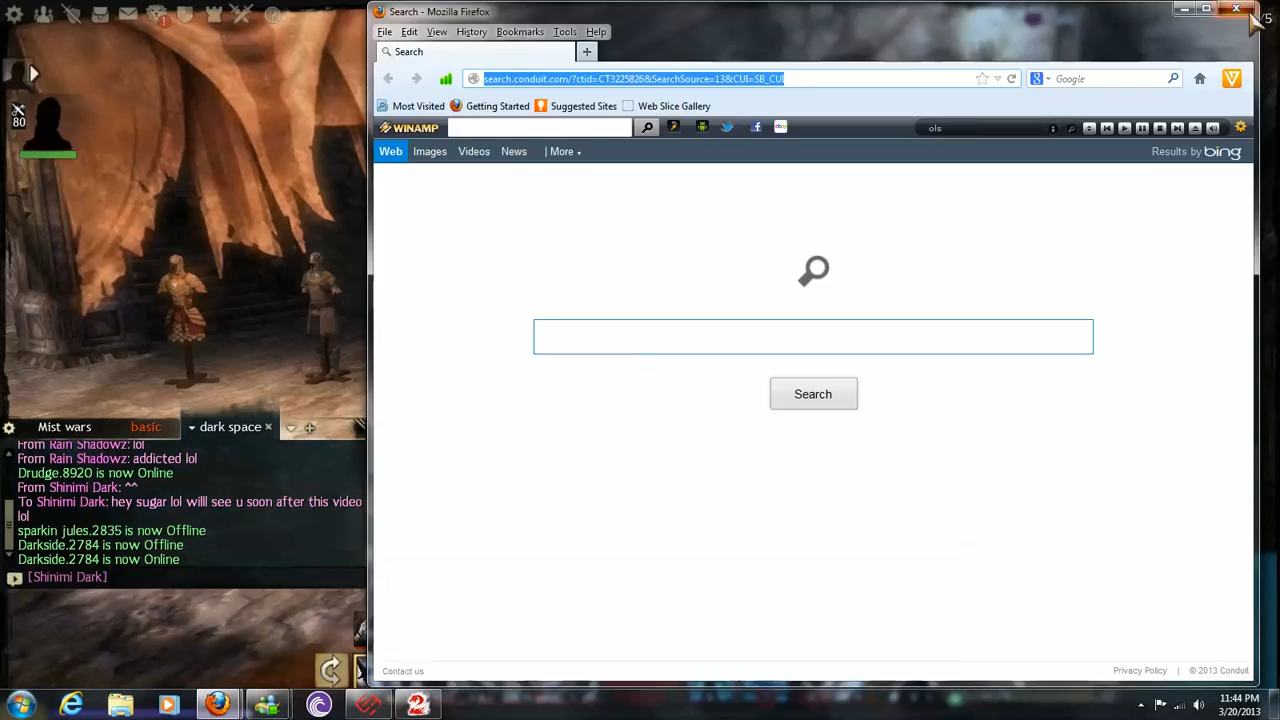 Search - Mozilla Firefox
/5
File Edit View History Bookmarks Tools Help
Search
search.conduit.com/?ctid=CT3225826&SearchSource=13&CUI=SB_CUI
Google
Most Visited Getting Started Suggested Sites Web Slice Gallery
WINAMP
ols
Web Images Videos News | More
Results by bing
80
Search
Mist wars basic dark space
From Rain Shadowz: lol
From Rain Shadowz: addicted lol
Drudge.8920 is now Online
From Shinimi Dark: ^^
To Shinimi Dark: hey sugar lol willl see u soon after this video
lol
sparkin jules.2835 is now Offline
Darkside.2784 is now Offline
Darkside.2784 is now Online
[Shinimi Dark]
Contact us
Privacy Policy | © 2013 Conduit
11:44 PM
3/20/2013